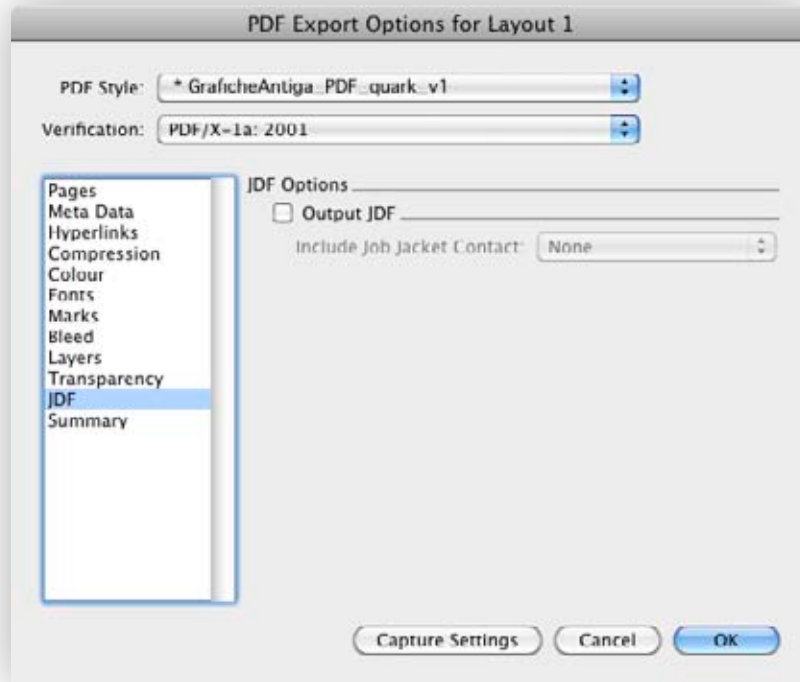 PDF Export Options for Layout 1
PDF Style: * GraficheAntiga_PDF_quark_v1
Verification: PDF/X-1a: 2001
Pages
Meta Data
Hyperlinks
Compression
Colour
Fonts
Marks
Bleed
Layers
Transparency
JDF
Summary
JDF Options
Output JDF
Include Job Jacket Contact: None
Capture Settings
Cancel
OK